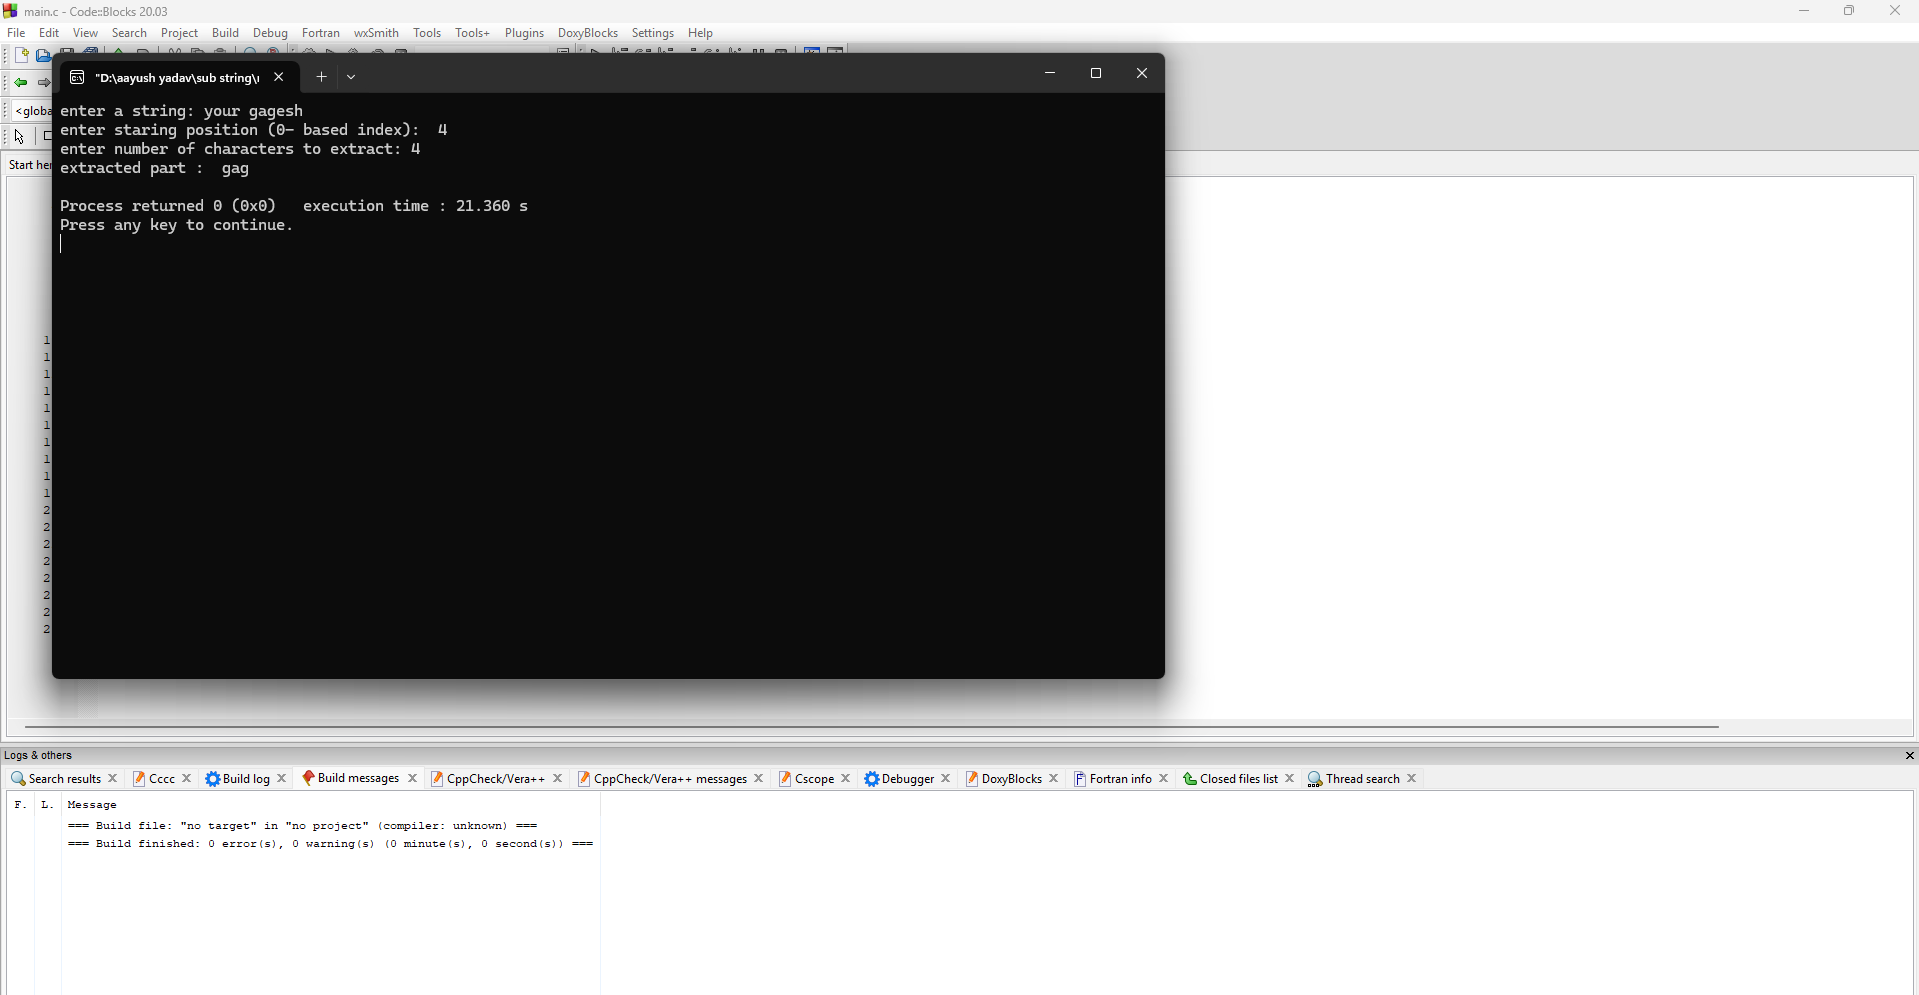 main.c - Code::Blocks 20.03
File Edit View Search Project Build Debug Fortran wxSmith Tools Tools+ Plugins DoxyBlocks Settings Help
"D:\aayush yadav\sub string\
<globa
Start her
enter a string: your gagesh
enter staring position (0- based index):  4
enter number of characters to extract: 4
extracted part :  gag
Process returned 0 (0x0)   execution time : 21.360 s
Press any key to continue.
1
1
1
1
1
1
1
1
1
1
2
2
2
2
2
2
2
2
Logs & others
Search results Cccc Build log Build messages CppCheck/Vera++ CppCheck/Vera++ messages Cscope Debugger DoxyBlocks Fortran info Closed files list Thread search
F. L. Message
=== Build file: "no target" in "no project" (compiler: unknown) ===
=== Build finished: 0 error(s), 0 warning(s) (0 minute(s), 0 second(s)) ===